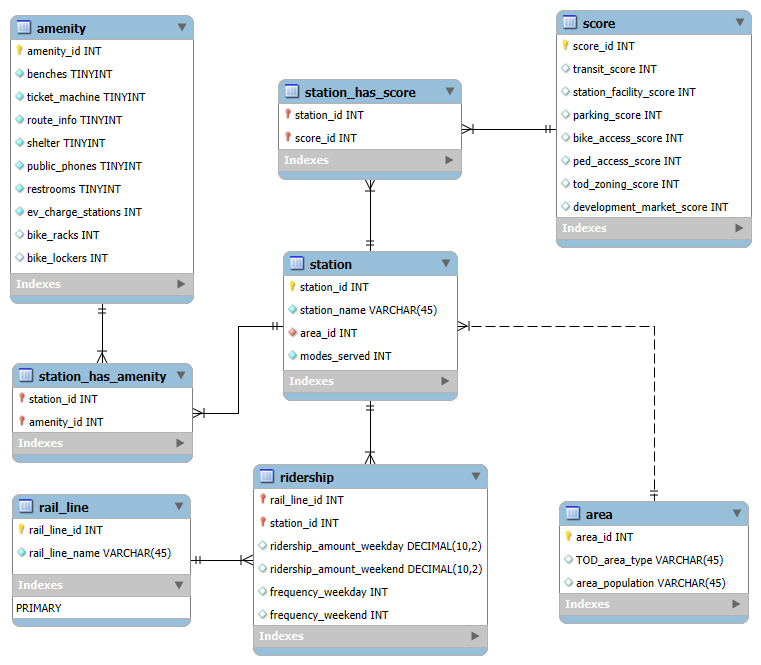 amenity
amenity_id INT
benches TINYINT
ticket_machine TINYINT
route_info TINYINT
shelter TINYINT
public_phones TINYINT
restrooms TINYINT
ev_charge_stations INT
bike_racks INT
bike_lockers INT
Indexes
station_has_score
station_id INT
score_id INT
Indexes
score
score_id INT
transit_score INT
station_facility_score INT
parking_score INT
bike_access_score INT
ped_access_score INT
tod_zoning_score INT
development_market_score INT
Indexes
station
station_id INT
station_name VARCHAR(45)
area_id INT
modes_served INT
Indexes
station_has_amenity
station_id INT
amenity_id INT
Indexes
rail_line
rail_line_id INT
rail_line_name VARCHAR(45)
Indexes
PRIMARY
ridership
rail_line_id INT
station_id INT
ridership_amount_weekday DECIMAL(10,2)
ridership_amount_weekend DECIMAL(10,2)
frequency_weekday INT
frequency_weekend INT
Indexes
area
area_id INT
TOD_area_type VARCHAR(45)
area_population VARCHAR(45)
Indexes